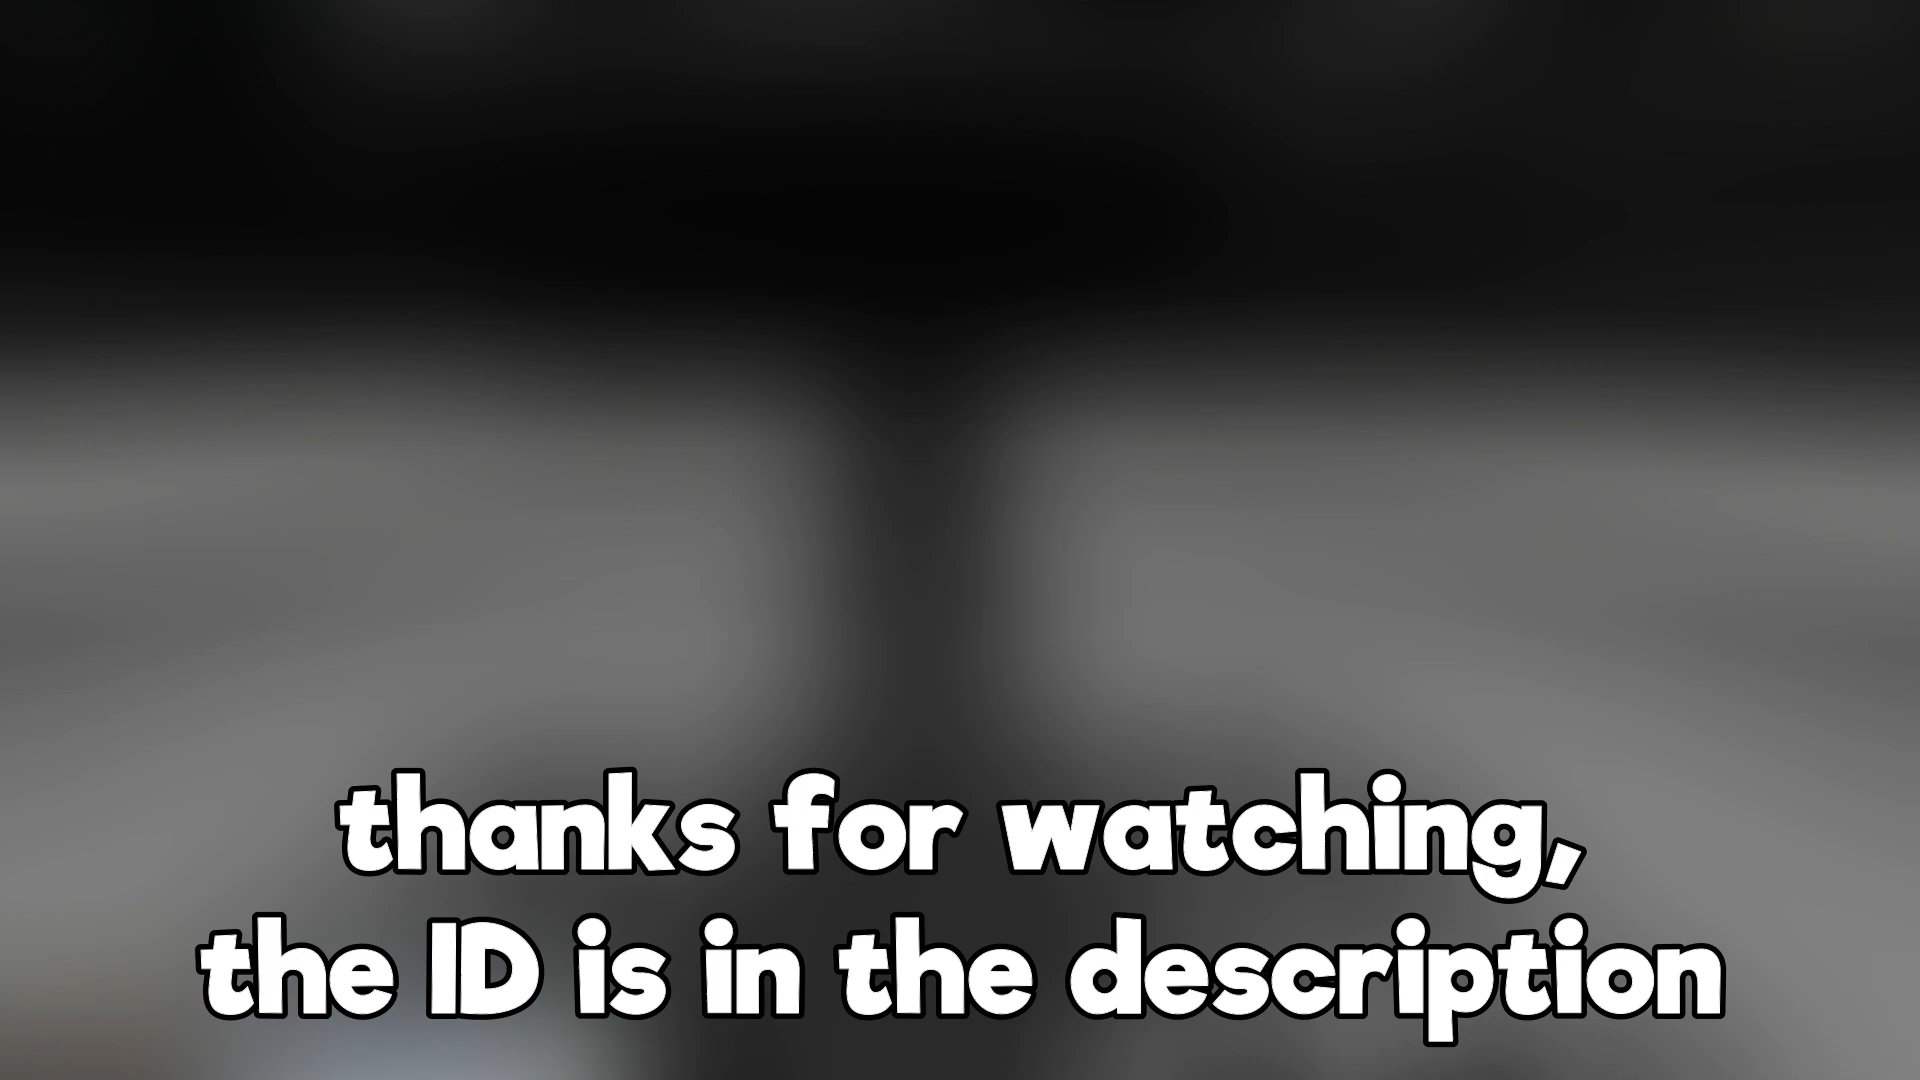 thanks for watching,
the ID is in the description